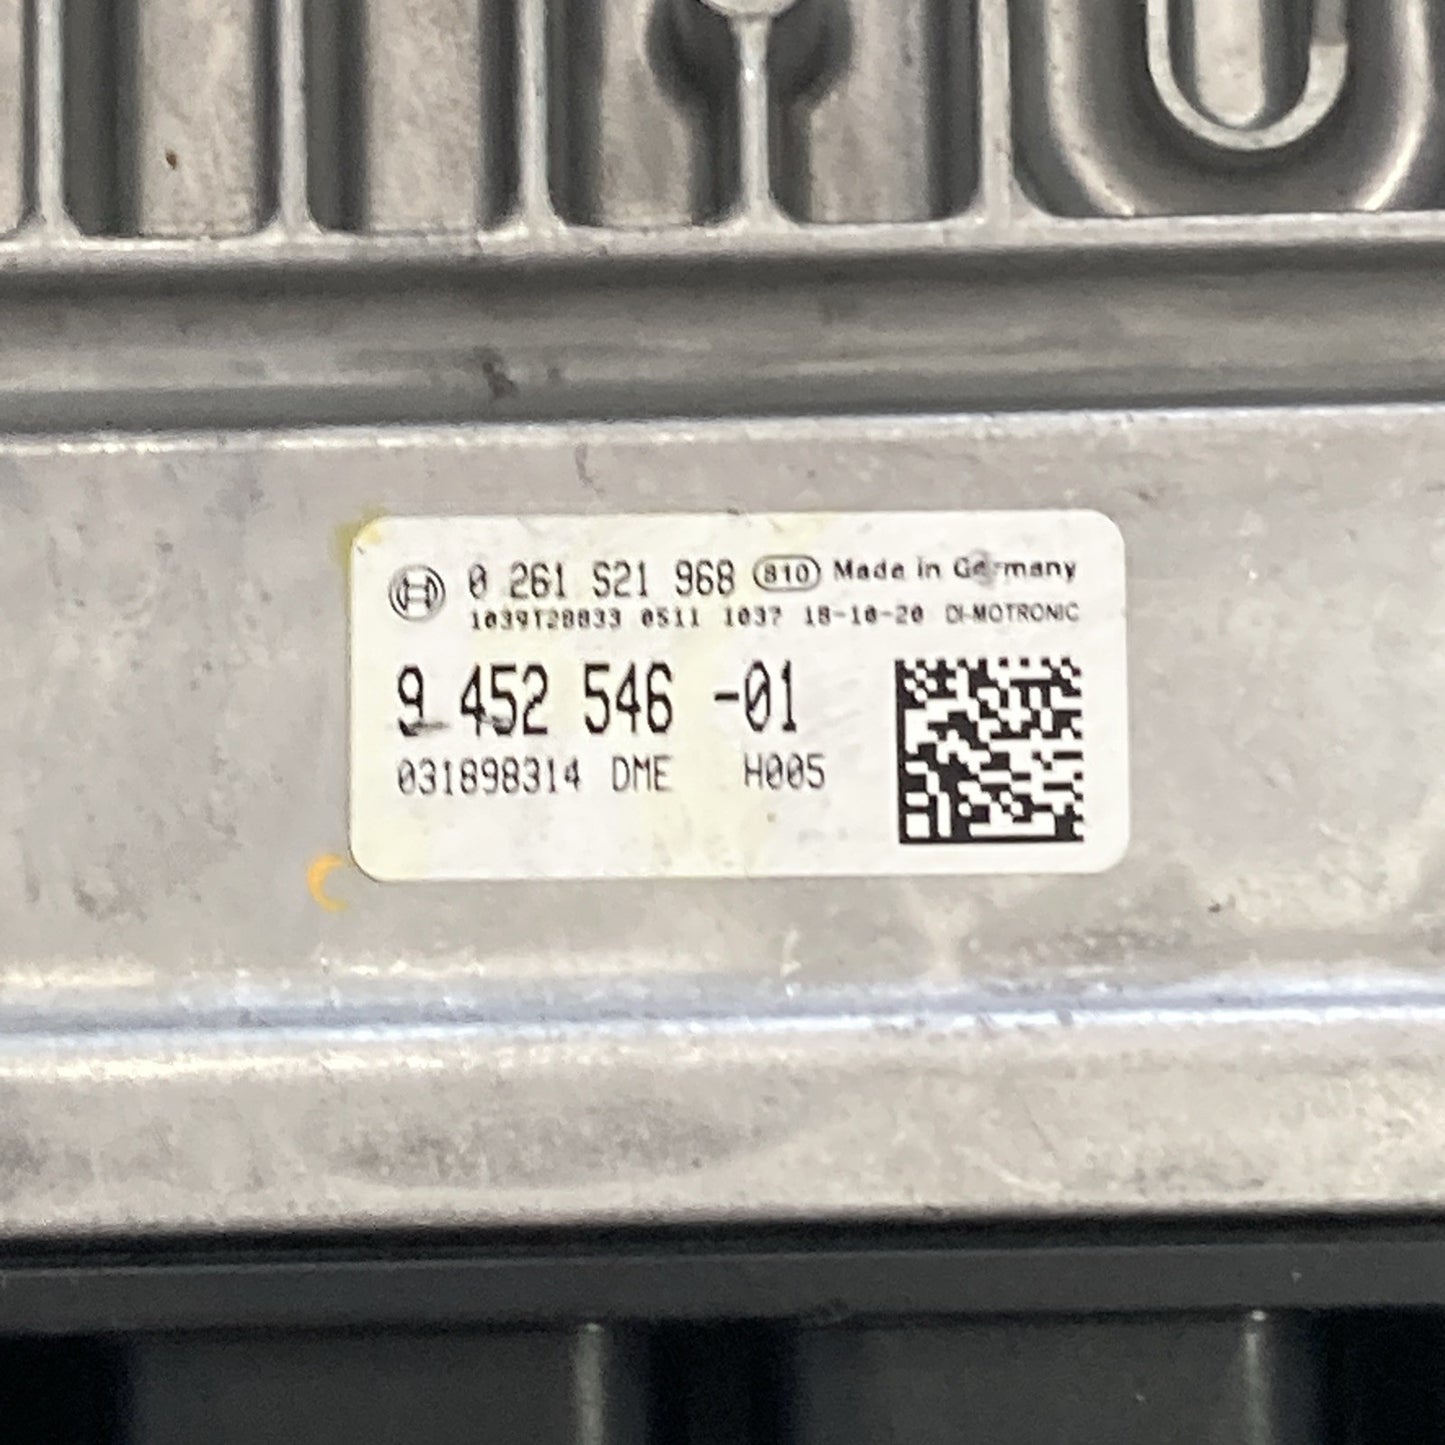 0 261 S21 968 810 Made in Germany
1039T28833 0511 1037 18-10-20 DI-MOTRONIC
9 452 546 -01
031898314 DME H005